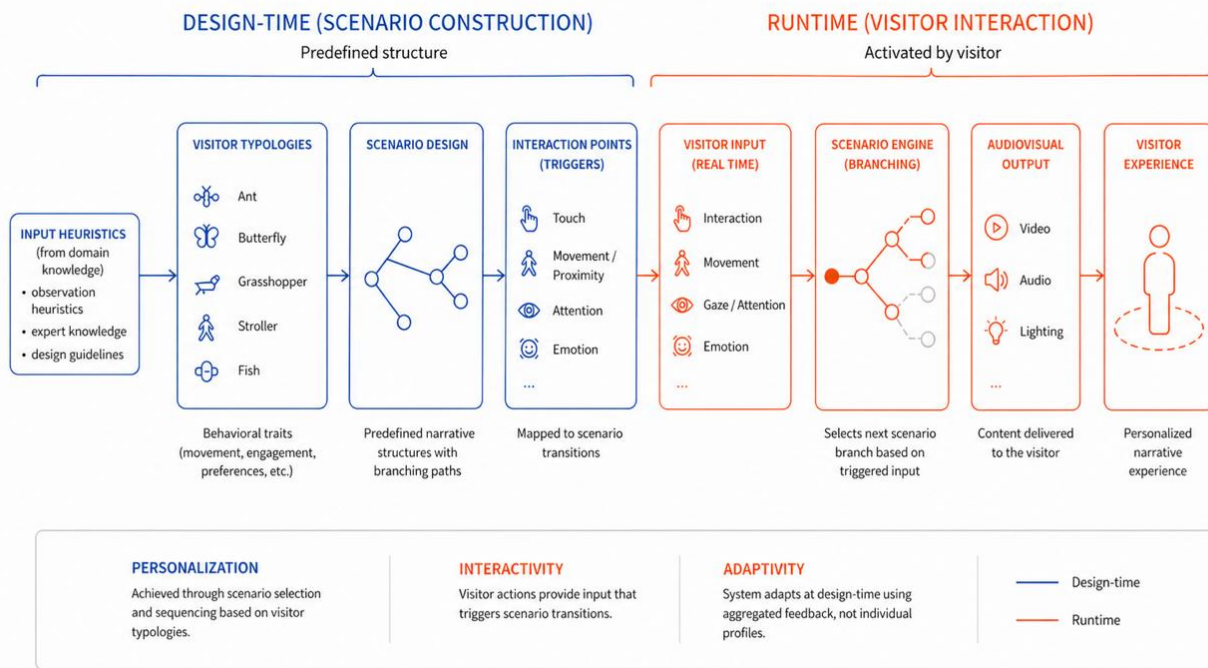 DESIGN-TIME (SCENARIO CONSTRUCTION)
Predefined structure
RUNTIME (VISITOR INTERACTION)
Activated by visitor
INPUT HEURISTICS
(from domain
knowledge)
• observation
heuristics
• expert knowledge
• design guidelines
VISITOR TYPOLOGIES
Ant
Butterfly
Grasshopper
Stroller
Fish
Behavioral traits
(movement, engagement,
preferences, etc.)
SCENARIO DESIGN
Predefined narrative
structures with
branching paths
INTERACTION POINTS
(TRIGGERS)
Touch
Movement /
Proximity
Attention
Emotion
...
Mapped to scenario
transitions
VISITOR INPUT
(REAL TIME)
Interaction
Movement
Gaze / Attention
Emotion
...
SCENARIO ENGINE
(BRANCHING)
Selects next scenario
branch based on
triggered input
AUDIOVISUAL
OUTPUT
Video
Audio
Lighting
...
Content delivered
to the visitor
VISITOR
EXPERIENCE
Personalized
narrative
experience
PERSONALIZATION
Achieved through scenario selection
and sequencing based on visitor
typologies.
INTERACTIVITY
Visitor actions provide input that
triggers scenario transitions.
ADAPTIVITY
System adapts at design-time using
aggregated feedback, not individual
profiles.
Design-time
Runtime